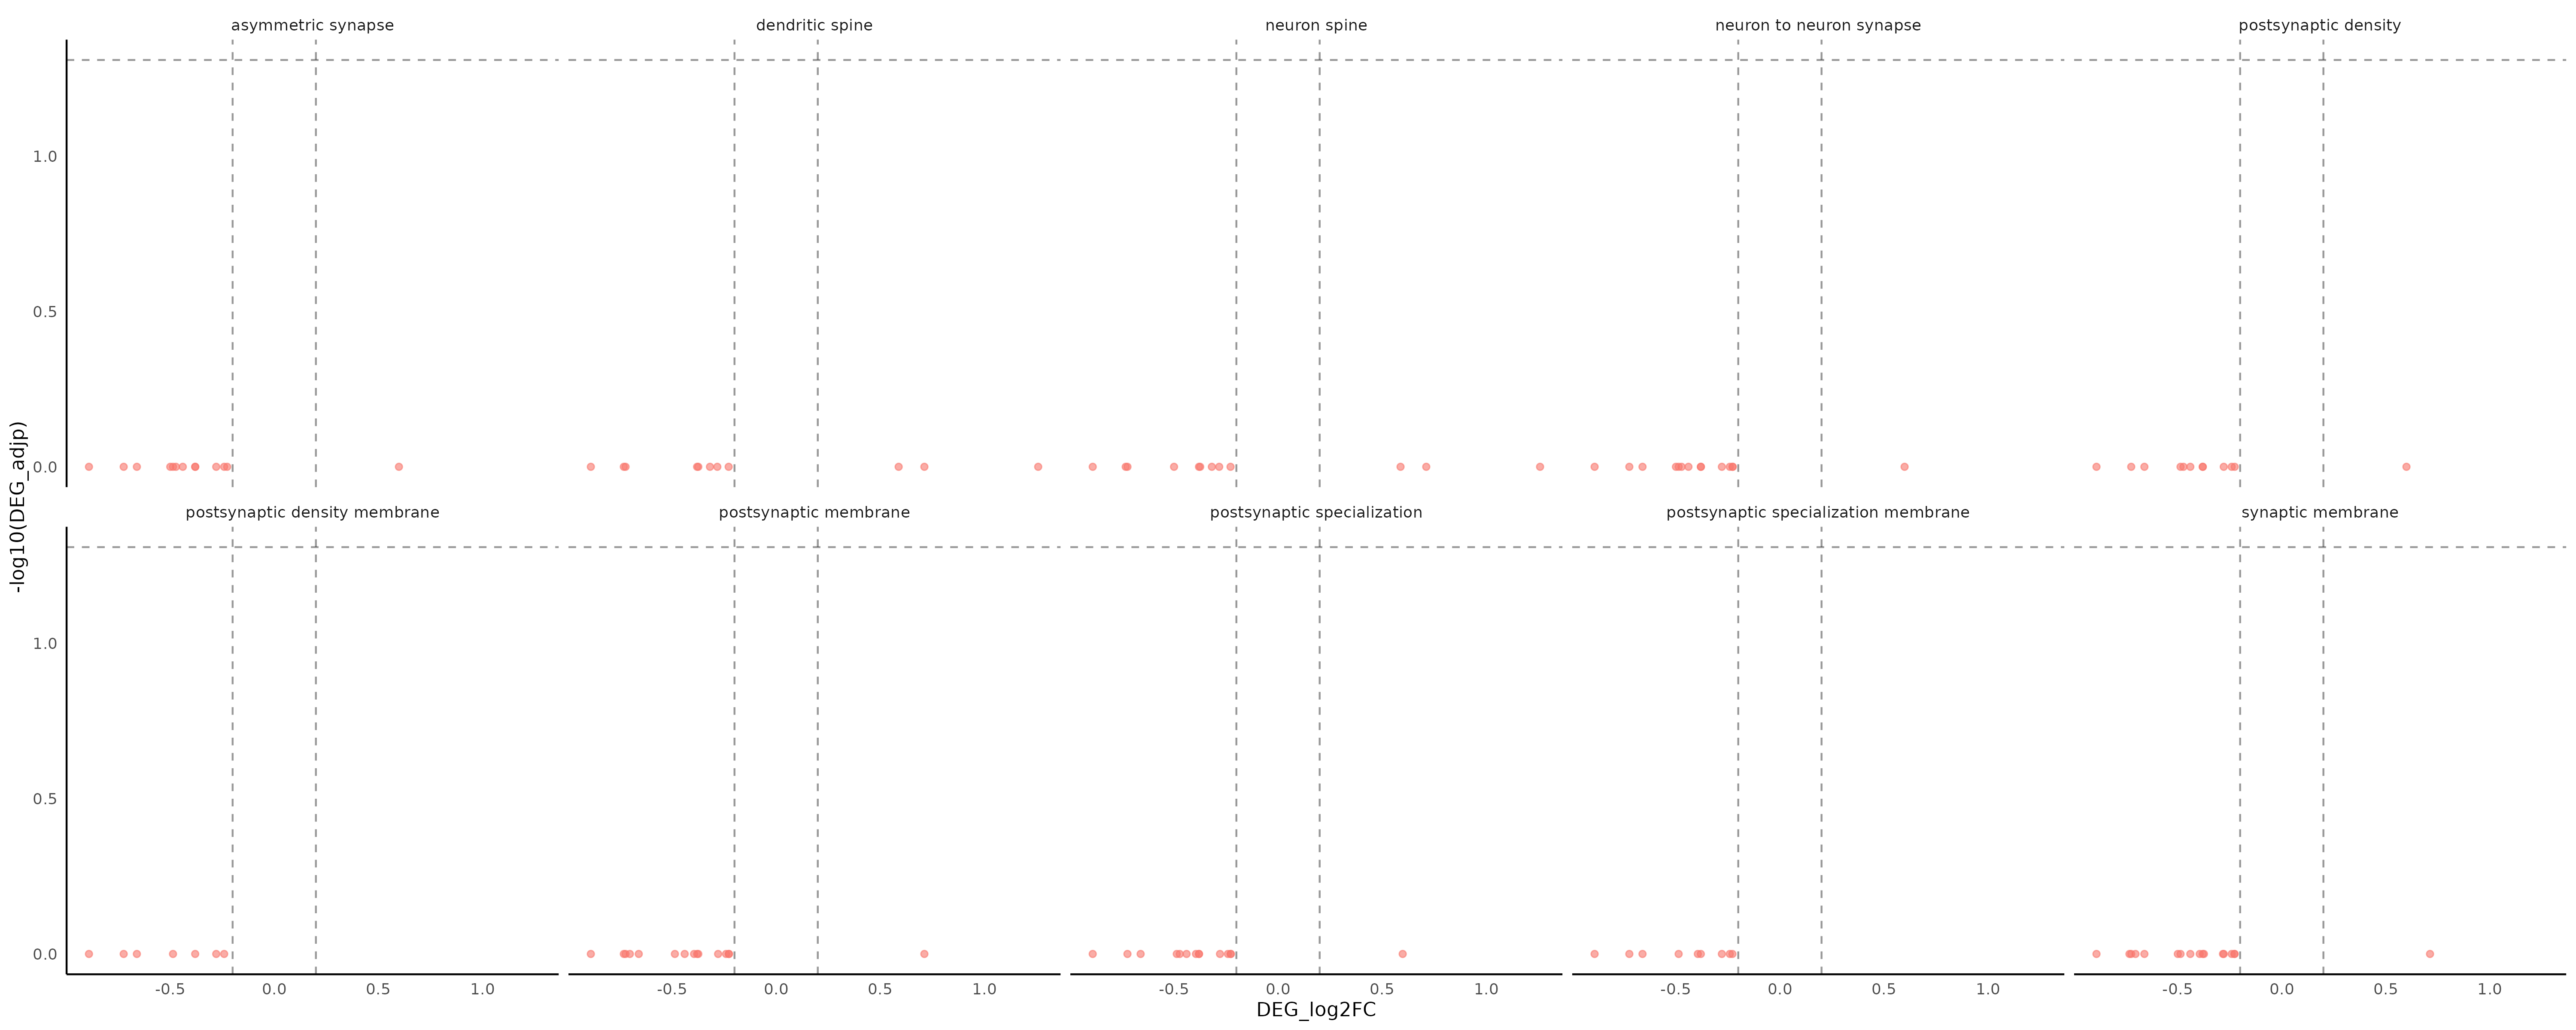 asymmetric synapse
dendritic spine
neuron spine
neuron to neuron synapse
postsynaptic density
1.0
0.5
0.0
postsynaptic density membrane
postsynaptic membrane
postsynaptic specialization
postsynaptic specialization membrane
synaptic membrane
1.0
0.5
0.0
-0.5 0.0 0.5 1.0
-0.5 0.0 0.5 1.0
-0.5 0.0 0.5 1.0
-0.5 0.0 0.5 1.0
-0.5 0.0 0.5 1.0
DEG_log2FC
-log10(DEG_adjp)